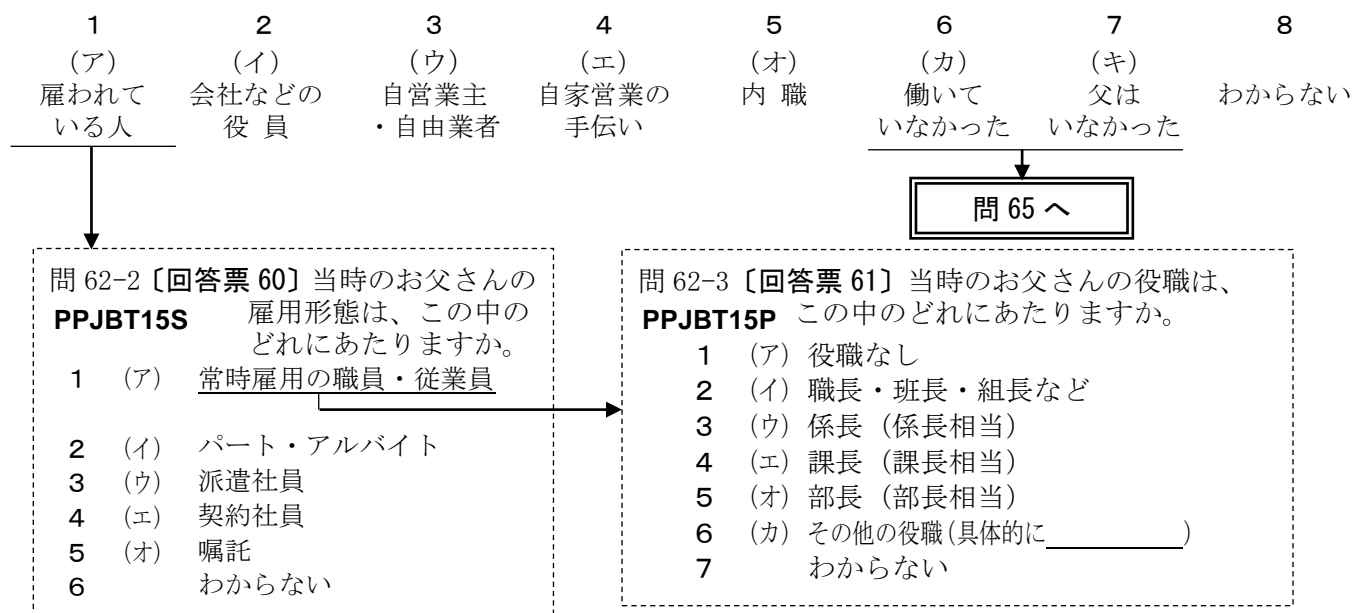 1 2 3 4 5 6 7 8
(ア) (イ) (ウ) (エ) (オ) (カ) (キ)
雇われて 会社などの 自営業主 自家営業の 内 職 働いて 父は わからない
いる人 役 員 ・自由業者 手伝い いなかった いなかった
問 65 へ
問 62-2〔回答票 60〕当時のお父さんの
PPJBT15S 雇用形態は、この中の
どれにあたりますか。
1 (ア) 常時雇用の職員・従業員
2 (イ) パート・アルバイト
3 (ウ) 派遣社員
4 (エ) 契約社員
5 (オ) 嘱託
6 わからない
問 62-3〔回答票 61〕当時のお父さんの役職は、
PPJBT15P この中のどれにあたりますか。
1 (ア) 役職なし
2 (イ) 職長・班長・組長など
3 (ウ) 係長（係長相当）
4 (エ) 課長（課長相当）
5 (オ) 部長（部長相当）
6 (カ) その他の役職(具体的に__________)
7 わからない